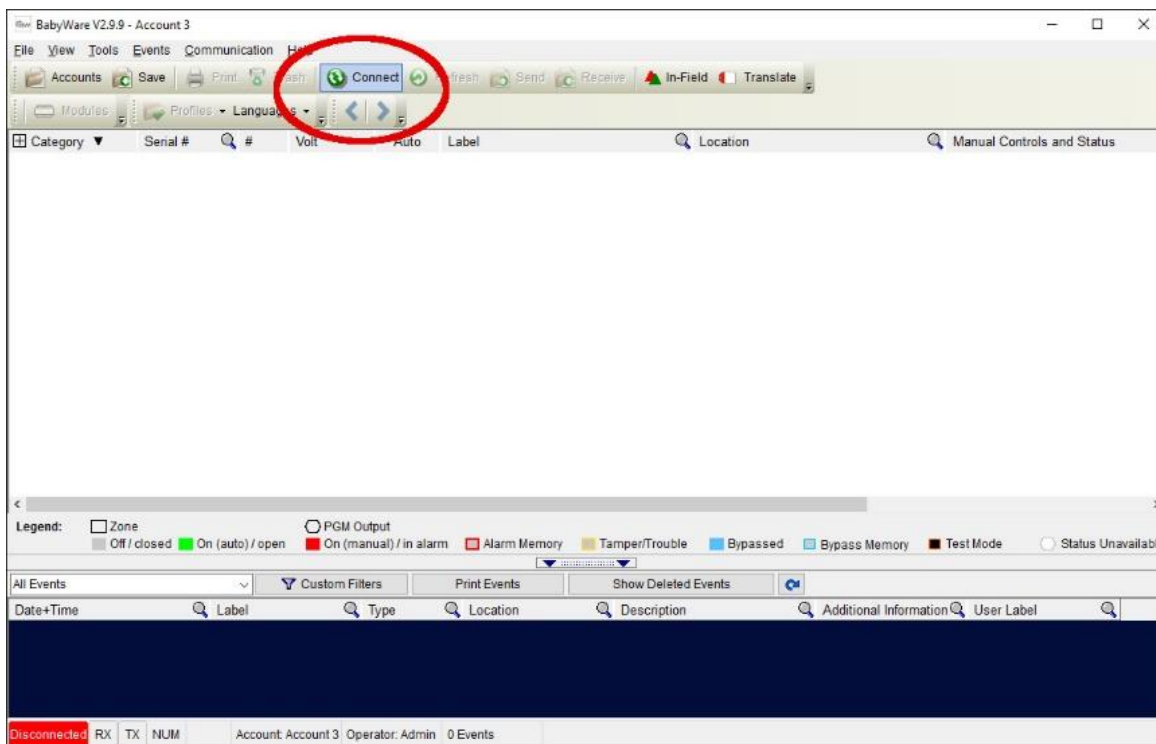 BabyWare V2.9.9 - Account 3
File View Tools Events Communication Help
Accounts Save Print Connect Refresh Send Receive In-Field Translate
Modules Profiles Languages
Category Serial # # Volt Auto Label Location Manual Controls and Status
Legend: Zone PGM Output
Off / closed On (auto) / open On (manual) / in alarm Alarm Memory Tamper/Trouble Bypassed Bypass Memory Test Mode Status Unavailabl
All Events Custom Filters Print Events Show Deleted Events
Date+Time Label Type Location Description Additional Information User Label
Disconnected RX TX NUM Account: Account 3 Operator: Admin 0 Events